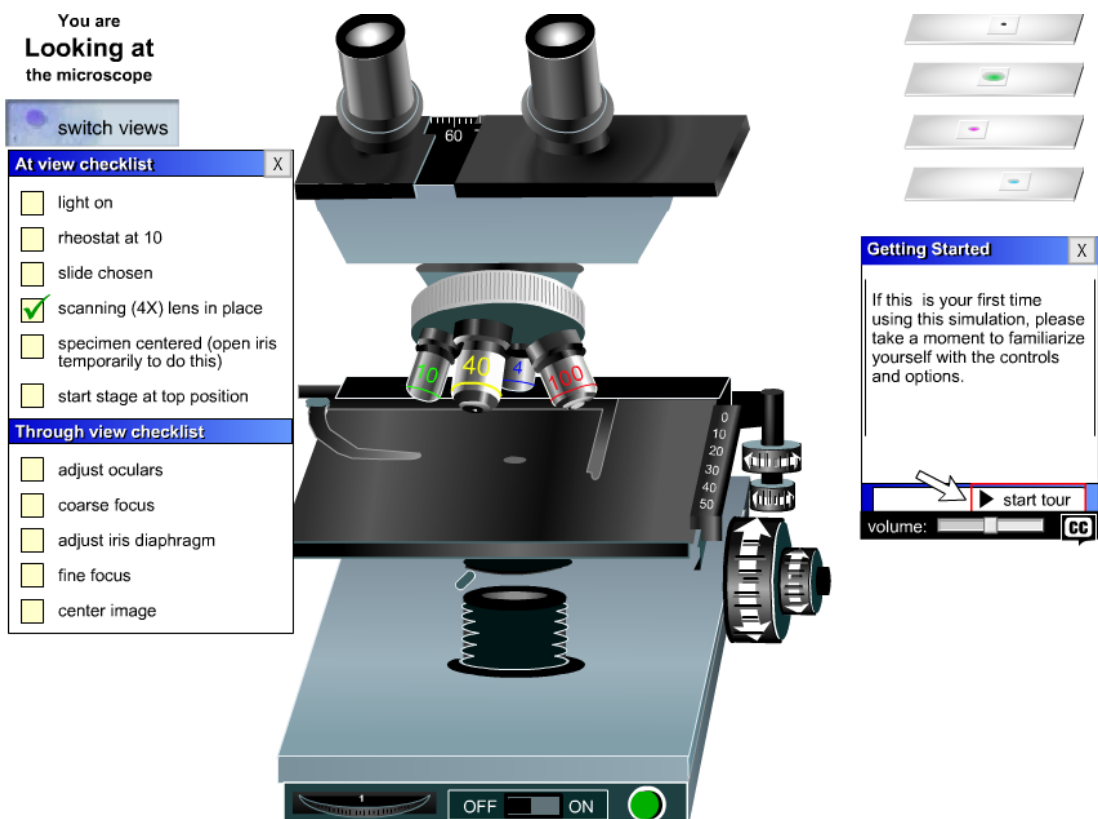 You are
Looking at
the microscope
switch views
At view checklist X
light on
rheostat at 10
slide chosen
scanning (4X) lens in place
specimen centered (open iris
temporarily to do this)
start stage at top position
Through view checklist
adjust oculars
coarse focus
adjust iris diaphragm
fine focus
center image
60
10
40
4
100
0
10
20
30
40
50
1
OFF
ON
Getting Started X
If this is your first time
using this simulation, please
take a moment to familiarize
yourself with the controls
and options.
start tour
volume:
CC